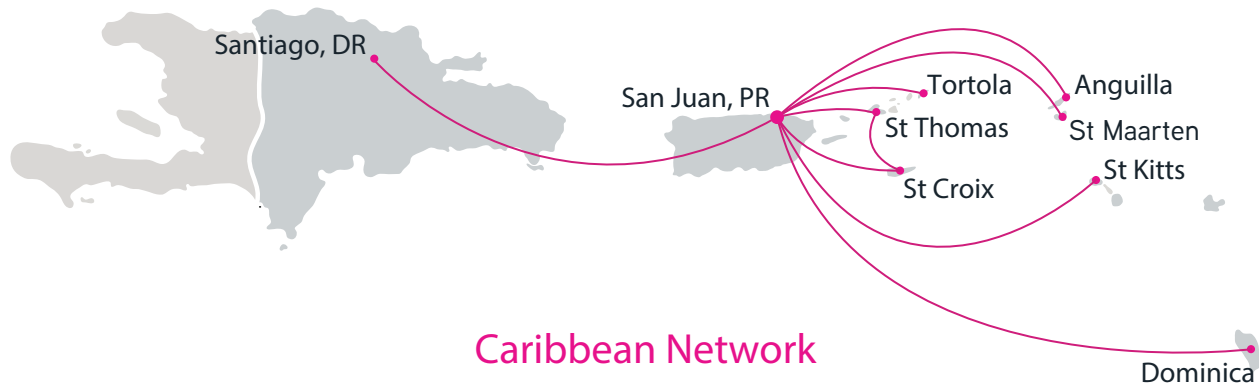 Santiago, DR
San Juan, PR
Tortola
Anguilla
St Thomas
St Maarten
St Croix
St Kitts
Caribbean Network
Dominica